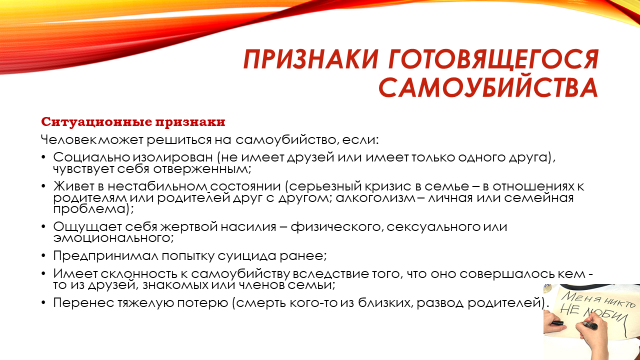 ПРИЗНАКИ ГОТОВЯЩЕГОСЯ
САМОУБИЙСТВА
Ситуационные признаки
Человек может решиться на самоубийство, если:
• Социально изолирован (не имеет друзей или имеет только одного друга),
чувствует себя отверженным;
• Живет в нестабильном состоянии (серьезный кризис в семье – в отношениях к
родителям или родителей друг с другом; алкоголизм – личная или семейная
проблема);
• Ощущает себя жертвой насилия – физического, сексуального или
эмоционального;
• Предпринимал попытку суицида ранее;
• Имеет склонность к самоубийству вследствие того, что оно совершалось кем -
то из друзей, знакомых или членов семьи;
• Перенес тяжелую потерю (смерть кого-то из близких, развод родителей).
Меня никто
НЕ ЛЮБИЛ